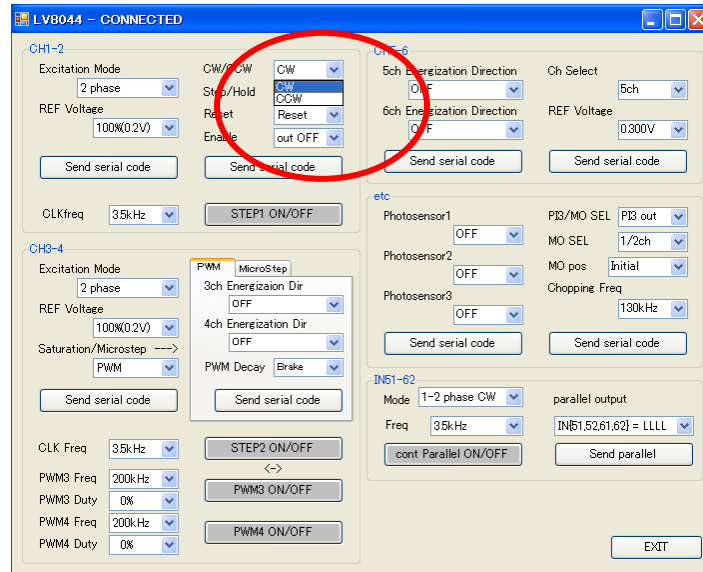 LV8044 - CONNECTED
CH1-2
Excitation Mode
2 phase
REF Voltage
100%(0.2V)
Send serial code
CLKfreq
3.5kHz
CW/CCW
CW
CW
CCW
Step/Hold
Reset
Reset
Enable
out OFF
Send serial code
STEP1 ON/OFF
CH3-4
Excitation Mode
2 phase
REF Voltage
100%(0.2V)
Saturation/Microstep --->
PWM
Send serial code
PWM
MicroStep
3ch Energizaion Dir
OFF
4ch Energization Dir
OFF
PWM Decay
Brake
Send serial code
CLK Freq
3.5kHz
STEP2 ON/OFF
<->
PWM3 Freq
200kHz
PWM3 ON/OFF
PWM3 Duty
0%
PWM4 Freq
200kHz
PWM4 ON/OFF
PWM4 Duty
0%
5ch Energization Direction
OFF
6ch Energization Direction
OFF
Send serial code
Ch Select
5ch
REF Voltage
0.300V
Send serial code
etc
Photosensor1
OFF
Photosensor2
OFF
Photosensor3
OFF
Send serial code
PI3/MO SEL
PI3 out
MO SEL
1/2ch
MO pos
Initial
Chopping Freq
130kHz
Send serial code
IN51-62
Mode
1-2 phase CW
Freq
3.5kHz
cont Parallel ON/OFF
parallel output
IN{51,52,61,62} = LLLL
Send parallel
EXIT